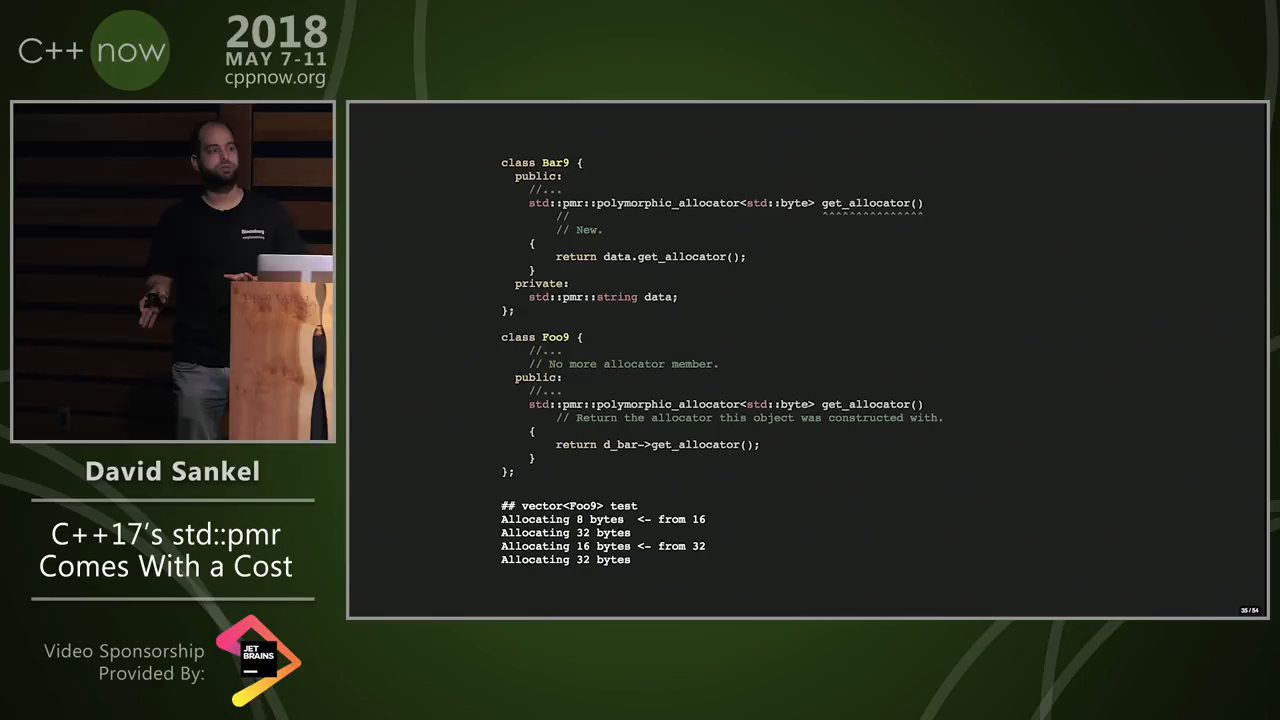 C++ now
2018
MAY 7-11
cppnow.org
class Bar9 {
public:
//...
std::pmr::polymorphic_allocator<std::byte> get_allocator()
// ^^^^^^^^^^^^^^^
// New.
{
return data.get_allocator();
}
private:
std::pmr::string data;
};
class Foo9 {
//...
// No more allocator member.
public:
//...
std::pmr::polymorphic_allocator<std::byte> get_allocator()
// Return the allocator this object was constructed with.
{
return d_bar->get_allocator();
}
};
## vector<Foo9> test
Allocating 8 bytes <- from 16
Allocating 32 bytes
Allocating 16 bytes <- from 32
Allocating 32 bytes
35 / 54
Bloomberg
David Sankel
C++17's std::pmr
Comes With a Cost
Video Sponsorship
Provided By:
JET
BRAINS